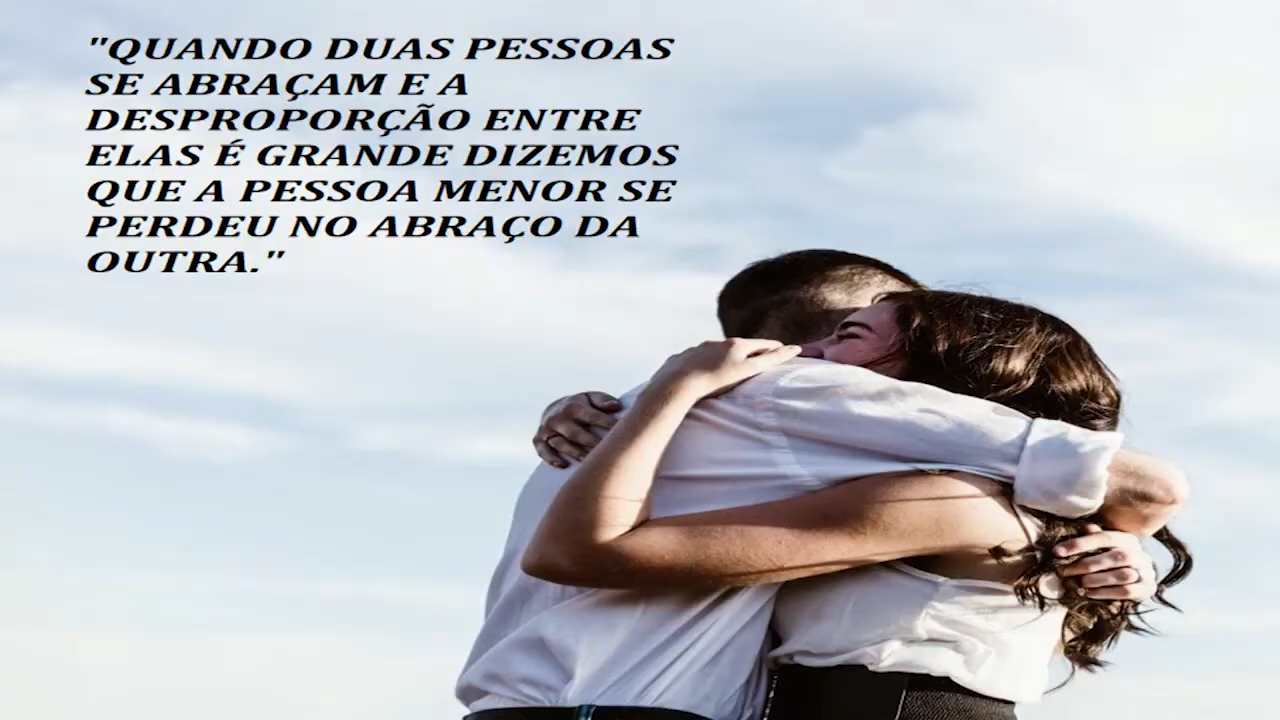 "QUANDO DUAS PESSOAS
SE ABRAÇAM E A
DESPROPORÇÃO ENTRE
ELAS É GRANDE DIZEMOS
QUE A PESSOA MENOR SE
PERDEU NO ABRAÇO DA
OUTRA."